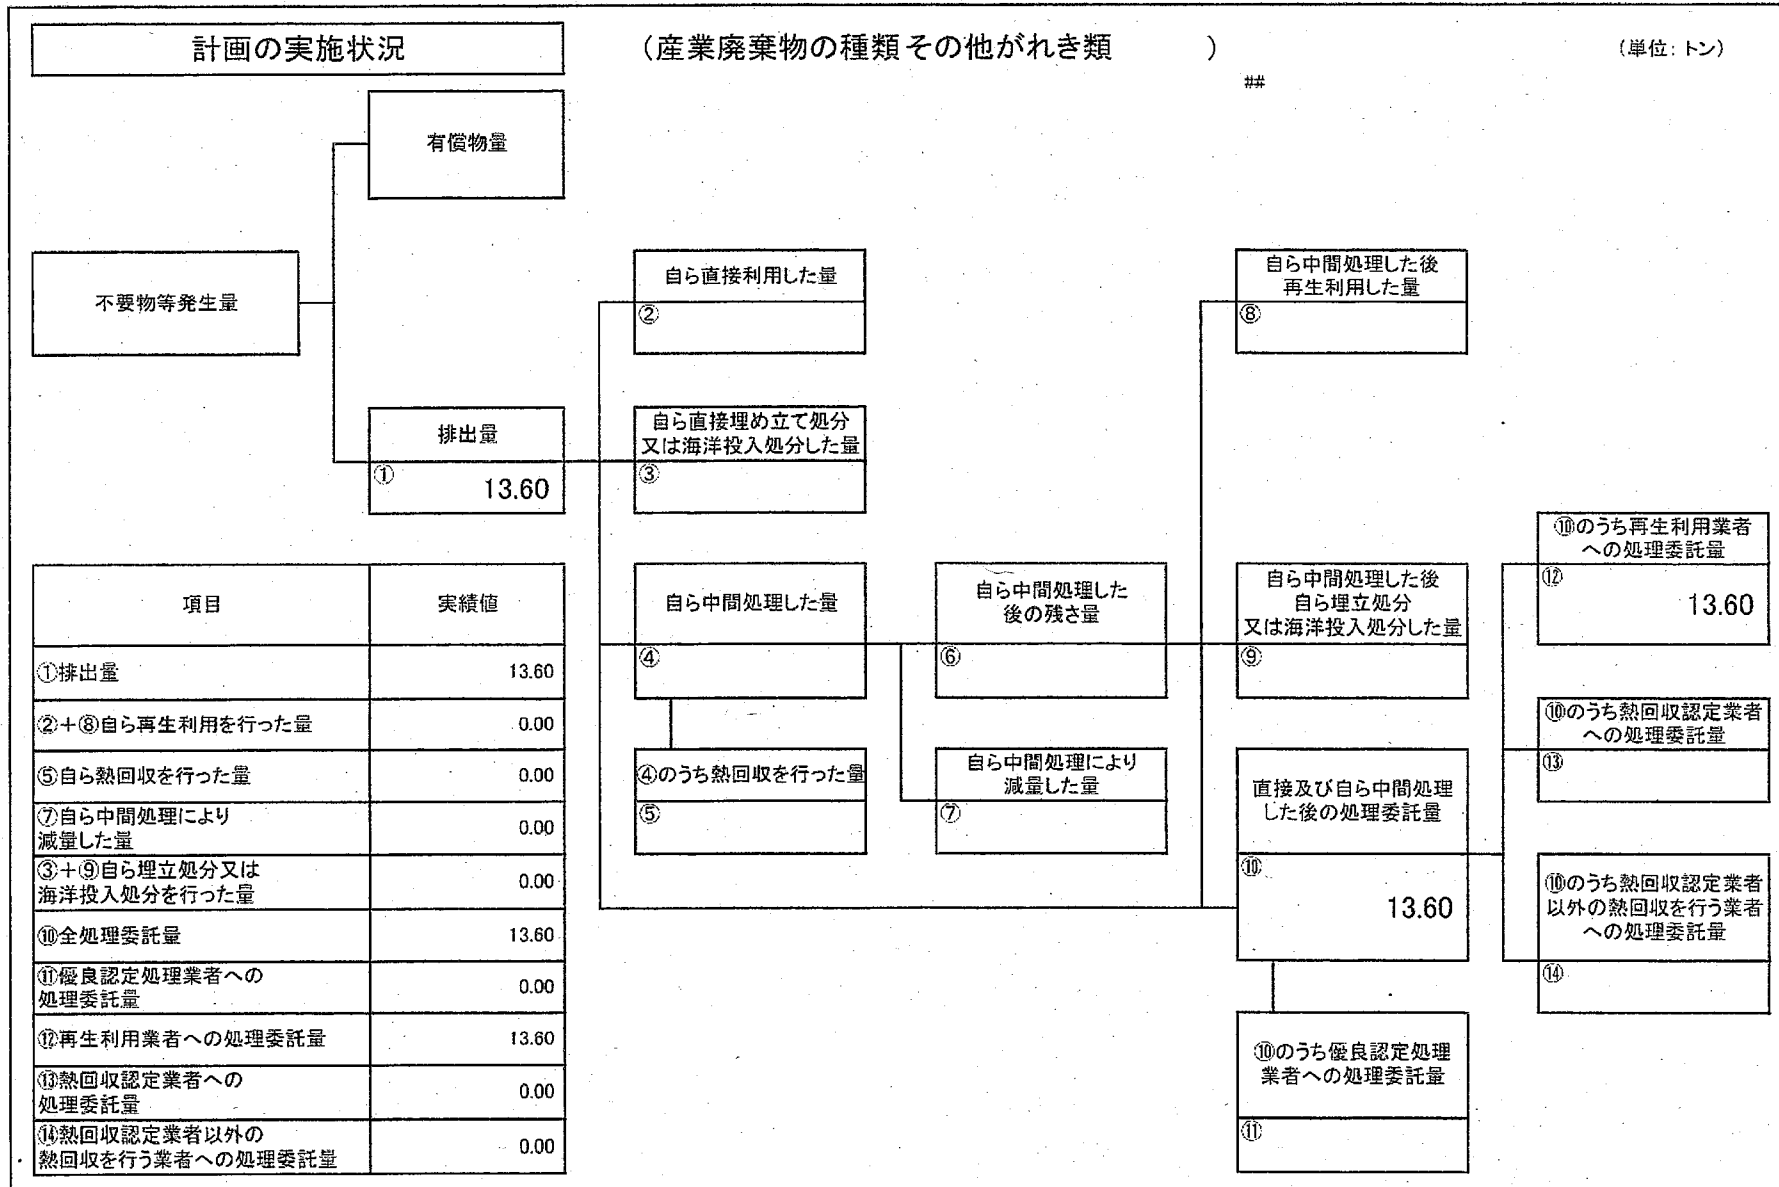 計画の実施状況
（産業廃棄物の種類 その他がれき類　　　）
（単位：トン）
##
有償物量
不要物等発生量
排出量
①
13.60
自ら直接利用した量
②
自ら直接埋め立て処分
又は海洋投入処分した量
③
自ら中間処理した後
再生利用した量
⑧
自ら中間処理した量
④
④のうち熱回収を行った量
⑤
自ら中間処理した
後の残さ量
⑥
自ら中間処理により
減量した量
⑦
自ら中間処理した後
自ら埋立処分
又は海洋投入処分した量
⑨
直接及び自ら中間処理
した後の処理委託量
⑩
13.60
⑩のうち優良認定処理
業者への処理委託量
⑪
⑩のうち再生利用業者
への処理委託量
⑫
13.60
⑩のうち熱回収認定業者
への処理委託量
⑬
⑩のうち熱回収認定業者
以外の熱回収を行う業者
への処理委託量
⑭
項目 実績値
①排出量 13.60
②＋⑧自ら再生利用を行った量 0.00
⑤自ら熱回収を行った量 0.00
⑦自ら中間処理により
減量した量 0.00
③＋⑨自ら埋立処分又は
海洋投入処分を行った量 0.00
⑩全処理委託量 13.60
⑪優良認定処理業者への
処理委託量 0.00
⑫再生利用業者への処理委託量 13.60
⑬熱回収認定業者への
処理委託量 0.00
⑭熱回収認定業者以外の
熱回収を行う業者への処理委託量 0.00